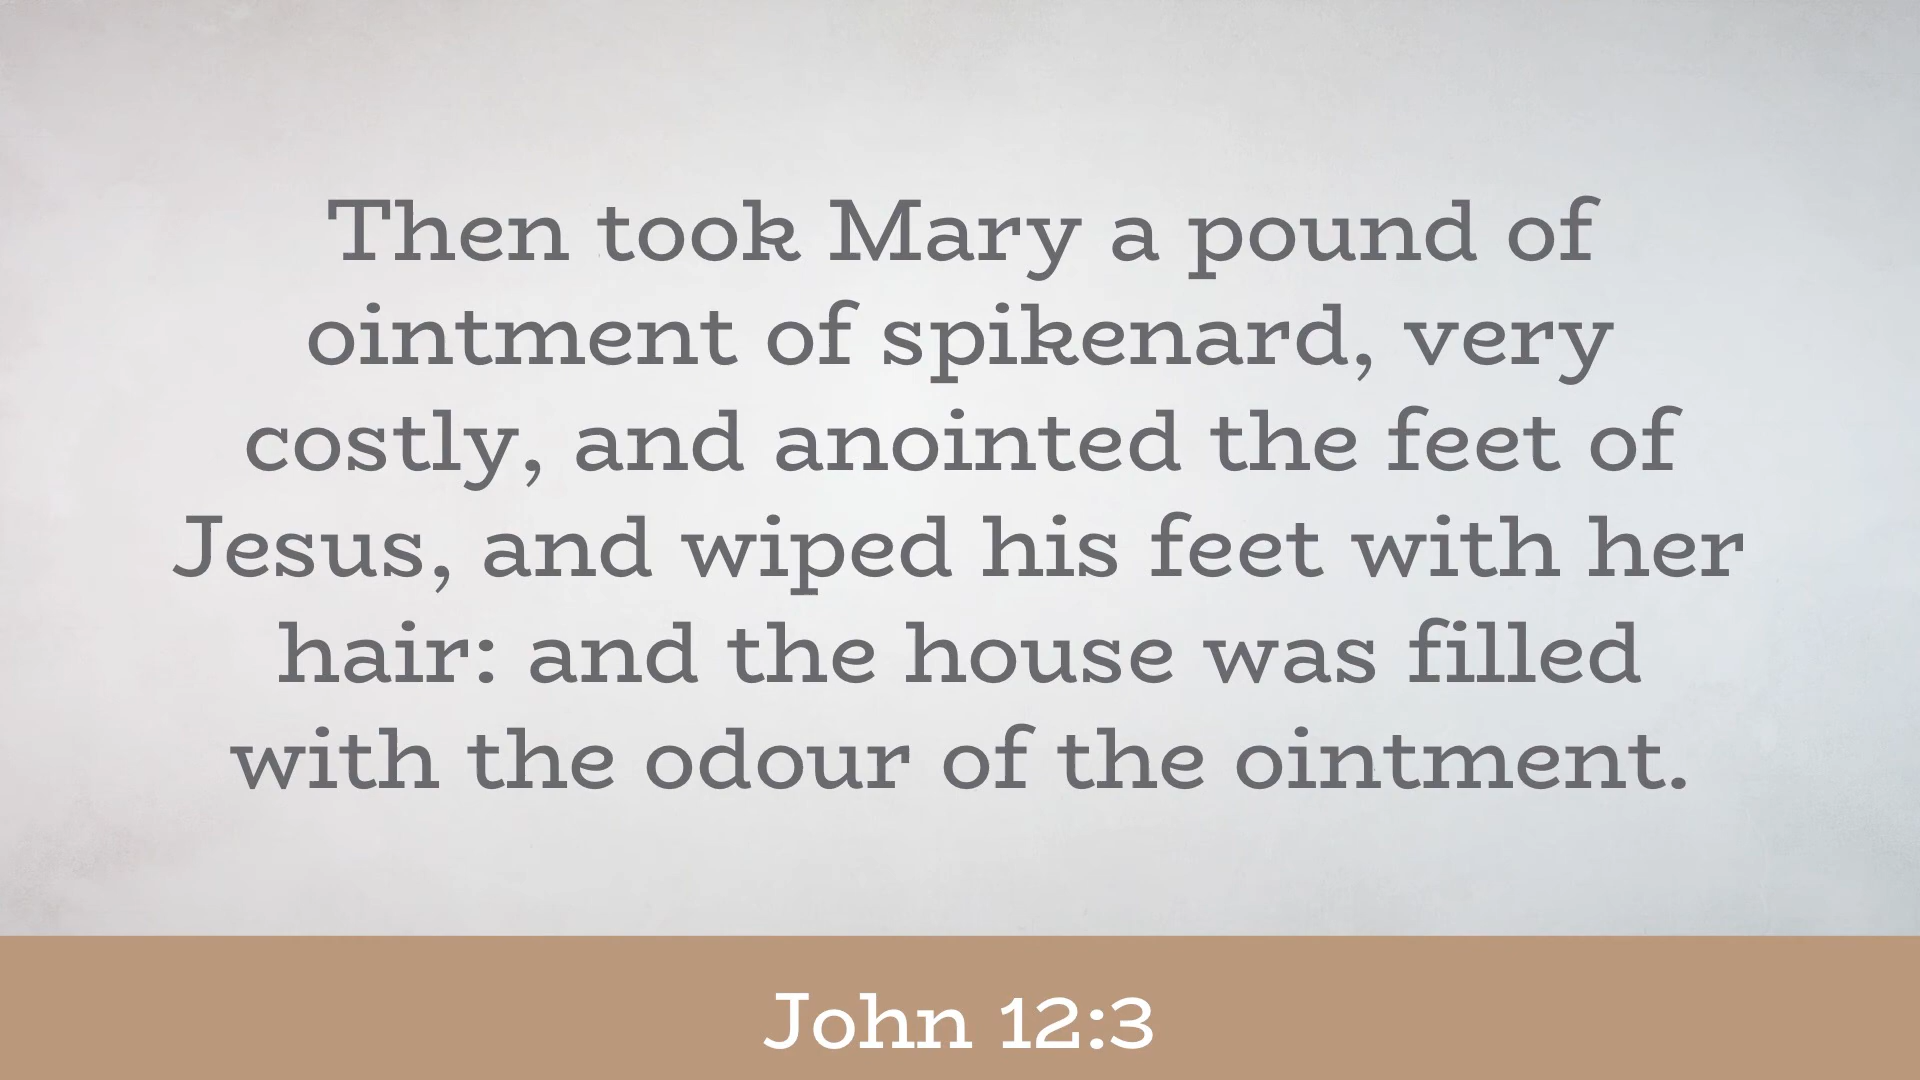 Then took Mary a pound of
ointment of spikenard, very
costly, and anointed the feet of
Jesus, and wiped his feet with her
hair: and the house was filled
with the odour of the ointment.
John 12:3